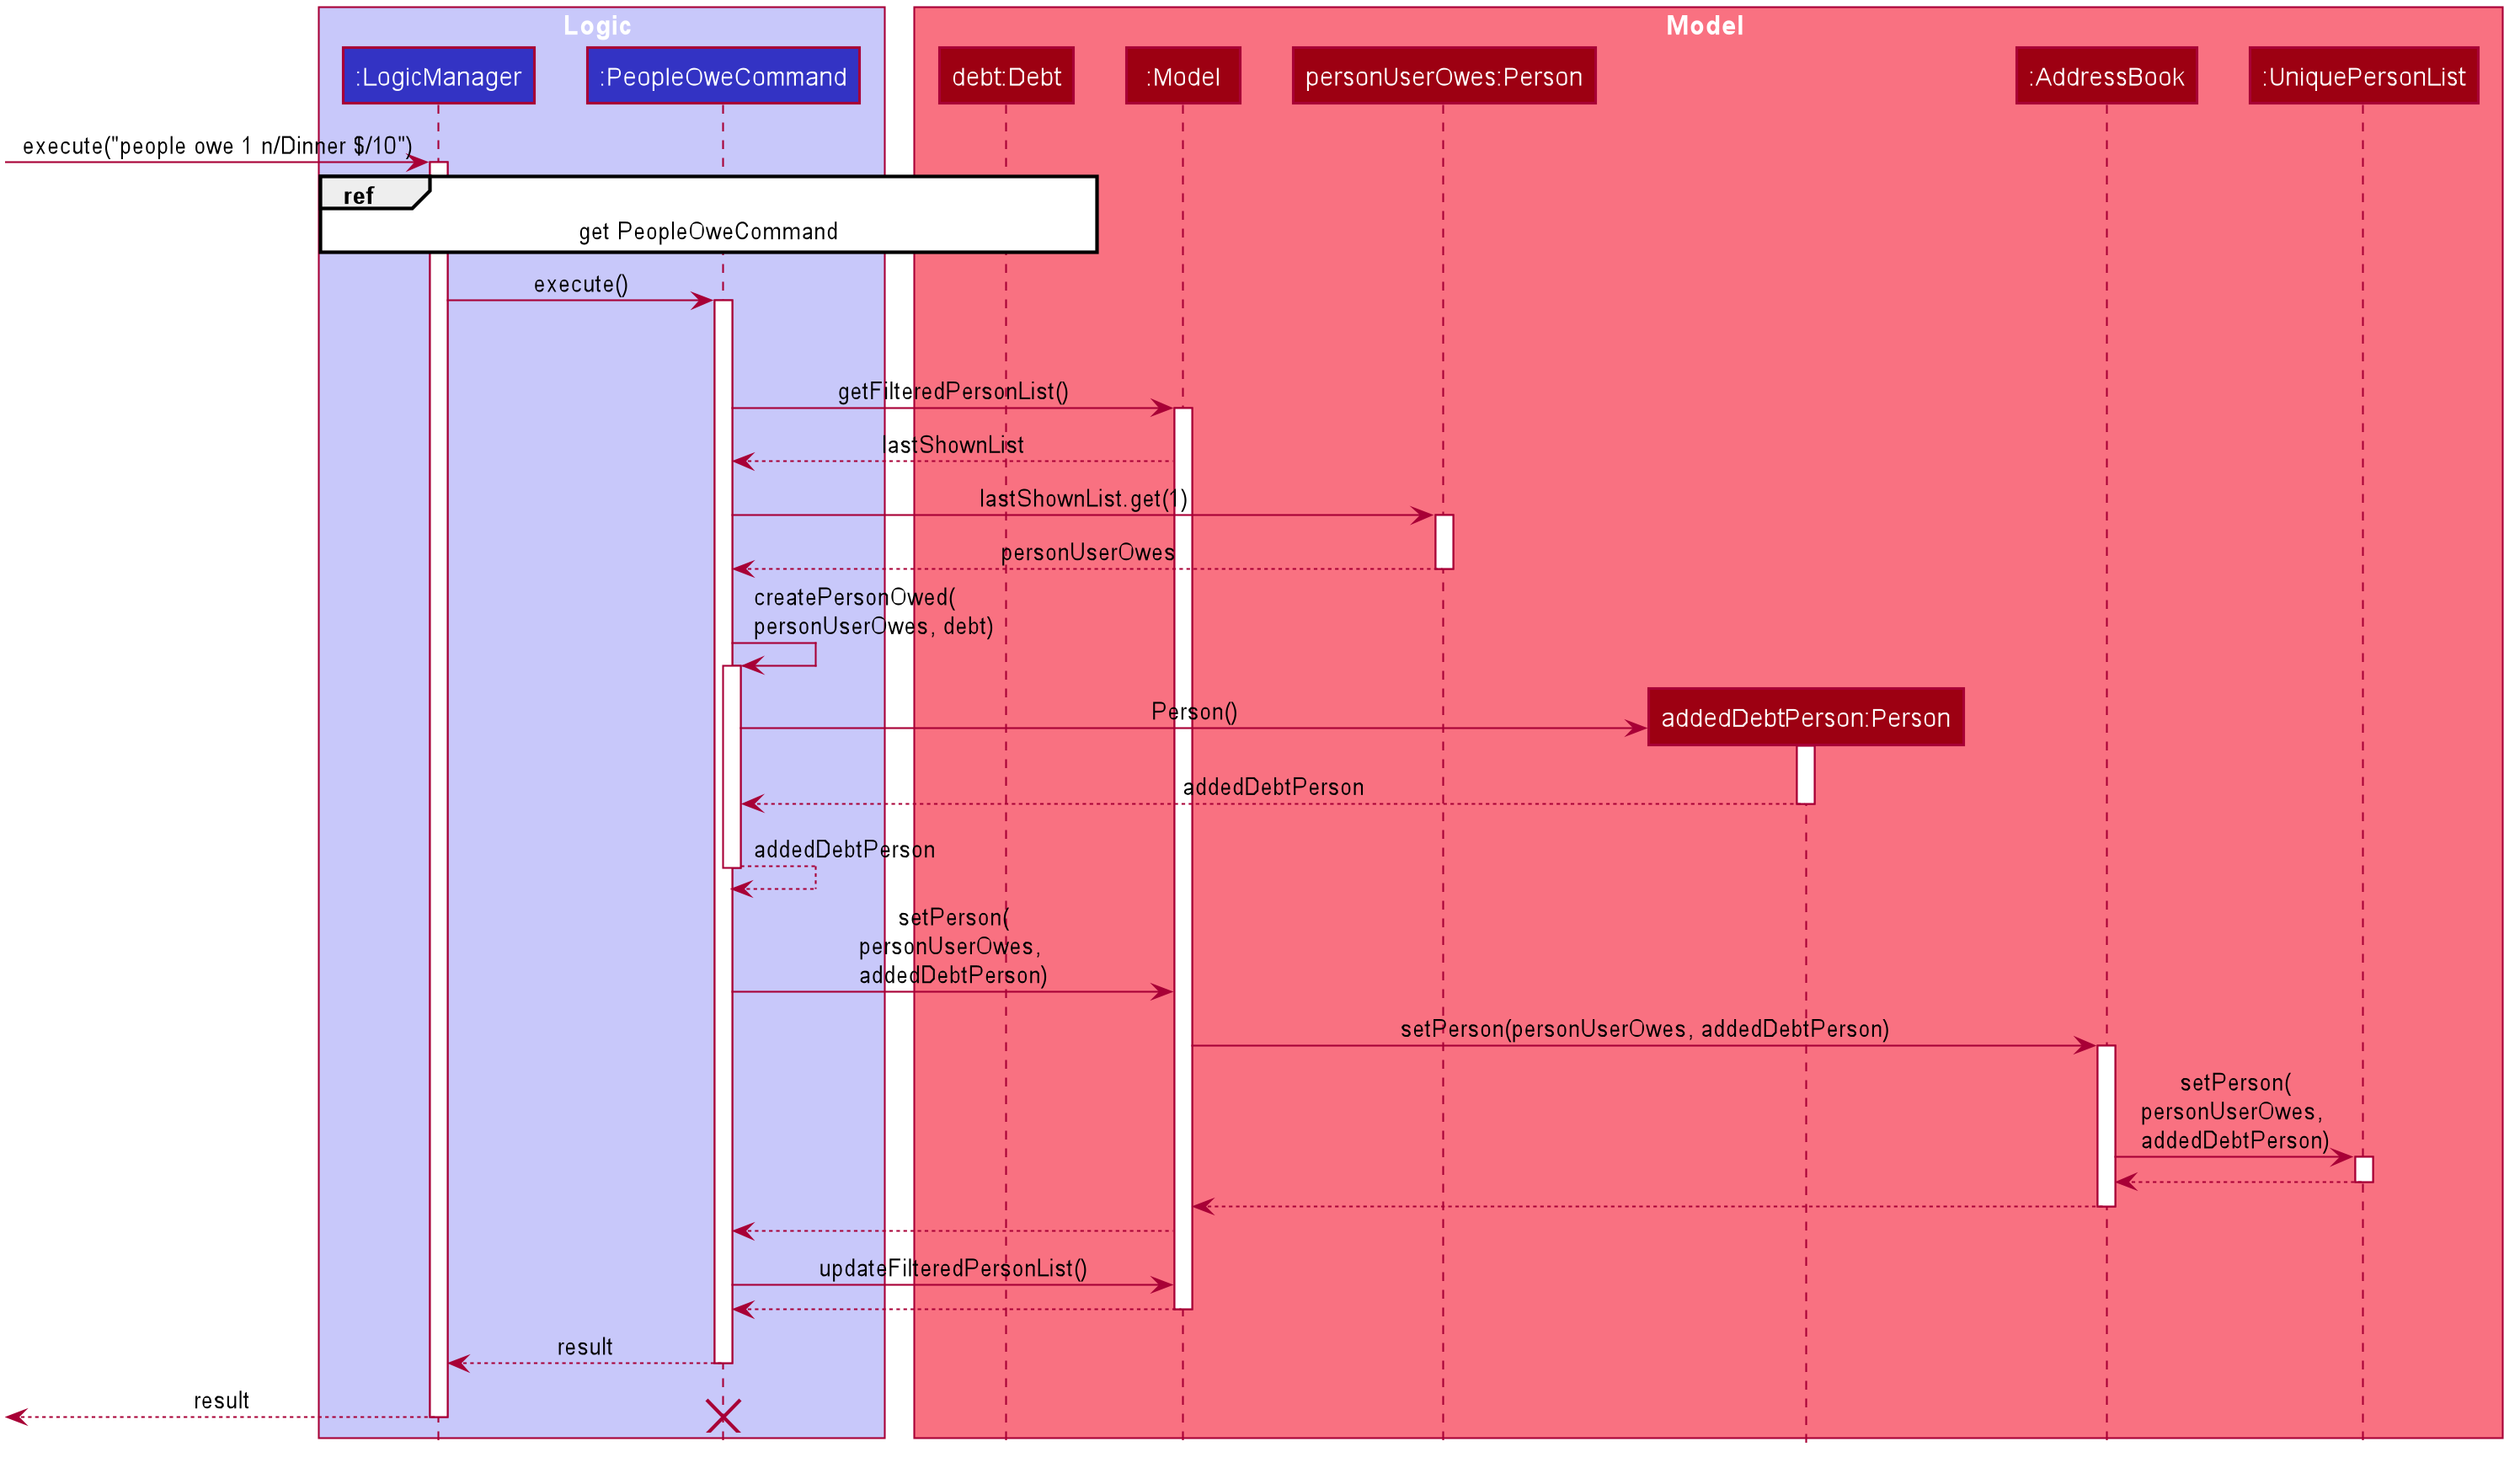 Logic
Model
:LogicManager
:PeopleOweCommand
debt:Debt
:Model
personUserOwes:Person
:AddressBook
:UniquePersonList
execute("people owe 1 n/Dinner $/10")
ref
get PeopleOweCommand
execute()
getFilteredPersonList()
lastShownList
lastShownList.get(1)
personUserOwes
createPersonOwed(
personUserOwes, debt)
Person()
addedDebtPerson:Person
addedDebtPerson
addedDebtPerson
setPerson(
personUserOwes,
addedDebtPerson)
setPerson(personUserOwes, addedDebtPerson)
setPerson(
personUserOwes,
addedDebtPerson)
updateFilteredPersonList()
result
result